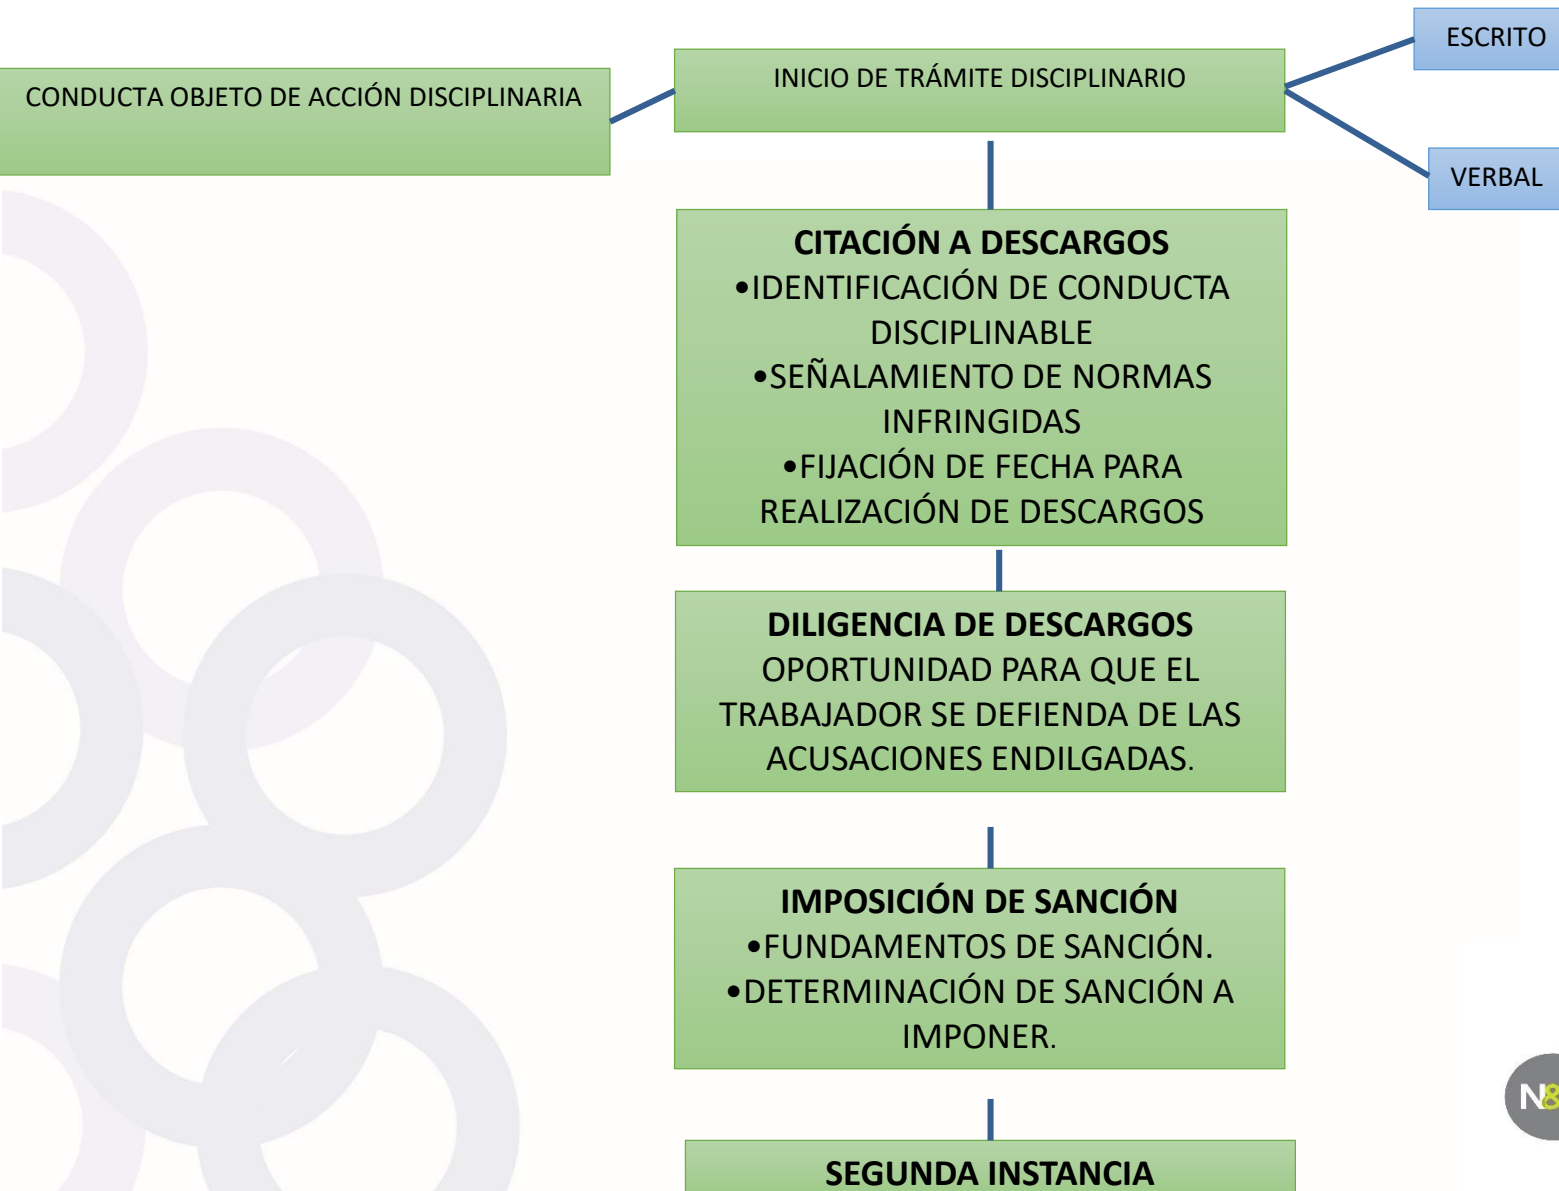 ESCRITO
INICIO DE TRÁMITE DISCIPLINARIO
CONDUCTA OBJETO DE ACCIÓN DISCIPLINARIA
VERBAL
CITACIÓN A DESCARGOS
•IDENTIFICACIÓN DE CONDUCTA
DISCIPLINABLE
•SEÑALAMIENTO DE NORMAS
INFRINGIDAS
•FIJACIÓN DE FECHA PARA
REALIZACIÓN DE DESCARGOS
DILIGENCIA DE DESCARGOS
OPORTUNIDAD PARA QUE EL
TRABAJADOR SE DEFIENDA DE LAS
ACUSACIONES ENDILGADAS.
IMPOSICIÓN DE SANCIÓN
•FUNDAMENTOS DE SANCIÓN.
•DETERMINACIÓN DE SANCIÓN A
IMPONER.
N&
SEGUNDA INSTANCIA